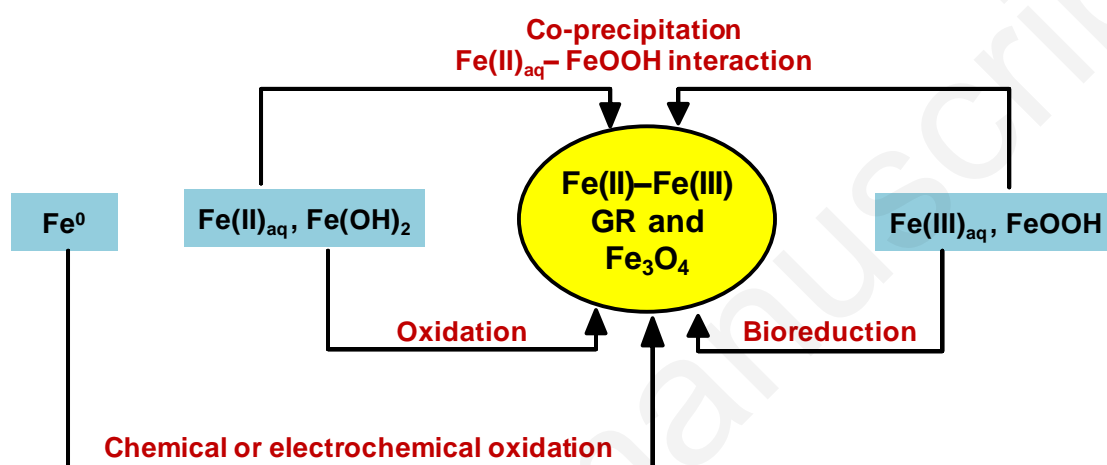 Co-precipitation
Fe(II)aq– FeOOH interaction
Fe⁰
Fe(II)aq, Fe(OH)₂
Fe(II)–Fe(III)
GR and
Fe₃O₄
Fe(III)aq, FeOOH
Oxidation
Bioreduction
Chemical or electrochemical oxidation